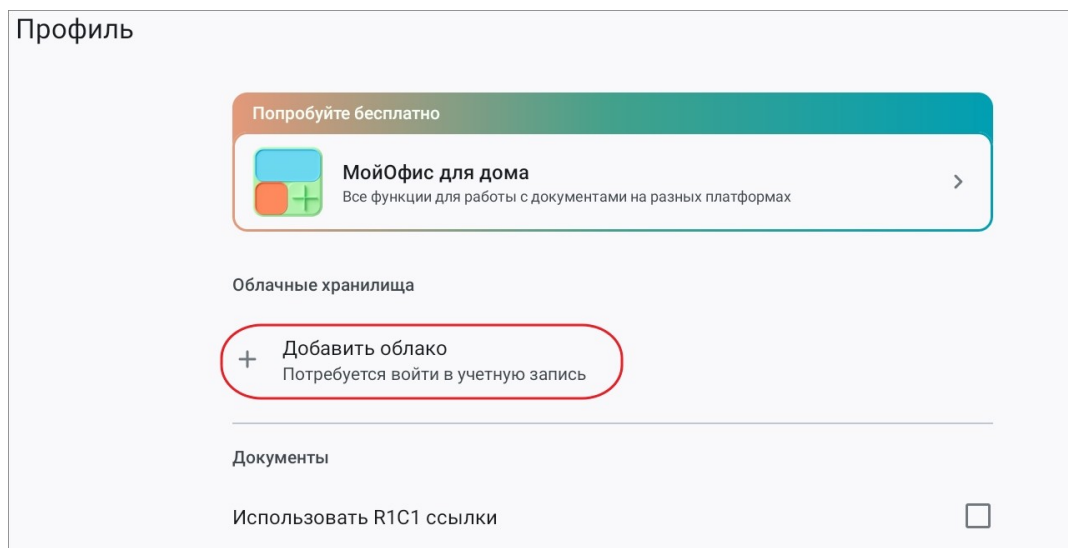 Профиль
Попробуйте бесплатно
МойОфис для дома
Все функции для работы с документами на разных платформах
Облачные хранилища
Добавить облако
Потребуется войти в учетную запись
Документы
Использовать R1C1 ссылки